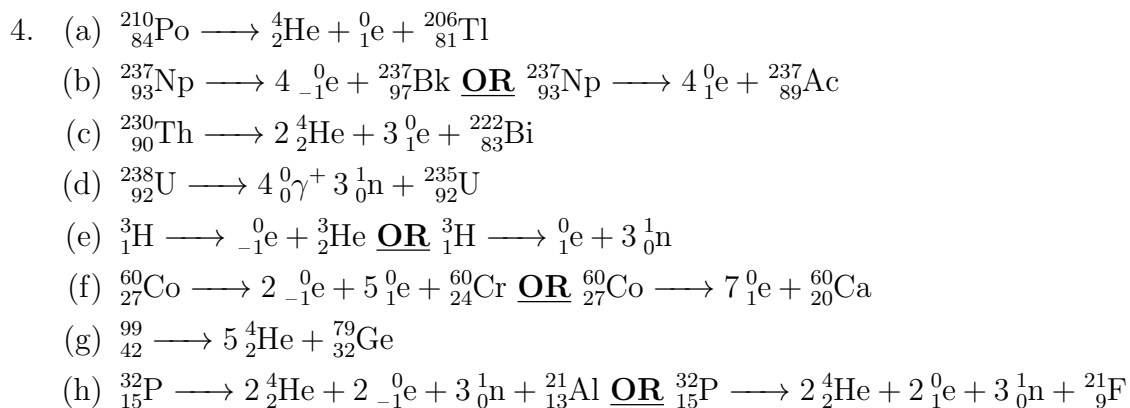 4. (a) ²¹⁰₈₄Po ⟶ ⁴₂He + ⁰₁e + ²⁰⁶₈₁Tl
(b) ²³⁷₉₃Np ⟶ 4 ⁰₋₁e + ²³⁷₉₇Bk OR ²³⁷₉₃Np ⟶ 4 ⁰₁e + ²³⁷₈₉Ac
(c) ²³⁰₉₀Th ⟶ 2 ⁴₂He + 3 ⁰₁e + ²²²₈₃Bi
(d) ²³⁸₉₂U ⟶ 4 ⁰₀γ⁺ 3 ¹₀n + ²³⁵₉₂U
(e) ³₁H ⟶ ⁰₋₁e + ³₂He OR ³₁H ⟶ ⁰₁e + 3 ¹₀n
(f) ⁶⁰₂₇Co ⟶ 2 ⁰₋₁e + 5 ⁰₁e + ⁶⁰₂₄Cr OR ⁶⁰₂₇Co ⟶ 7 ⁰₁e + ⁶⁰₂₀Ca
(g) ⁹⁹₄₂ ⟶ 5 ⁴₂He + ⁷⁹₃₂Ge
(h) ³²₁₅P ⟶ 2 ⁴₂He + 2 ⁰₋₁e + 3 ¹₀n + ²¹₁₃Al OR ³²₁₅P ⟶ 2 ⁴₂He + 2 ⁰₁e + 3 ¹₀n + ²¹₉F